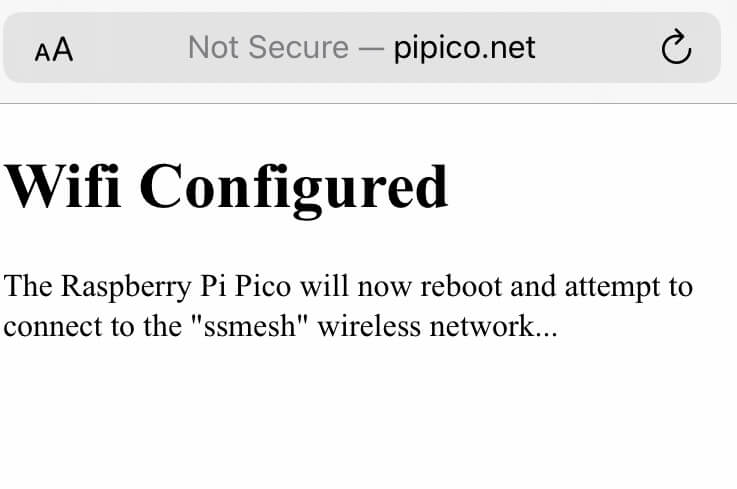 AA Not Secure — pipico.net
Wifi Configured
The Raspberry Pi Pico will now reboot and attempt to
connect to the "ssmesh" wireless network...